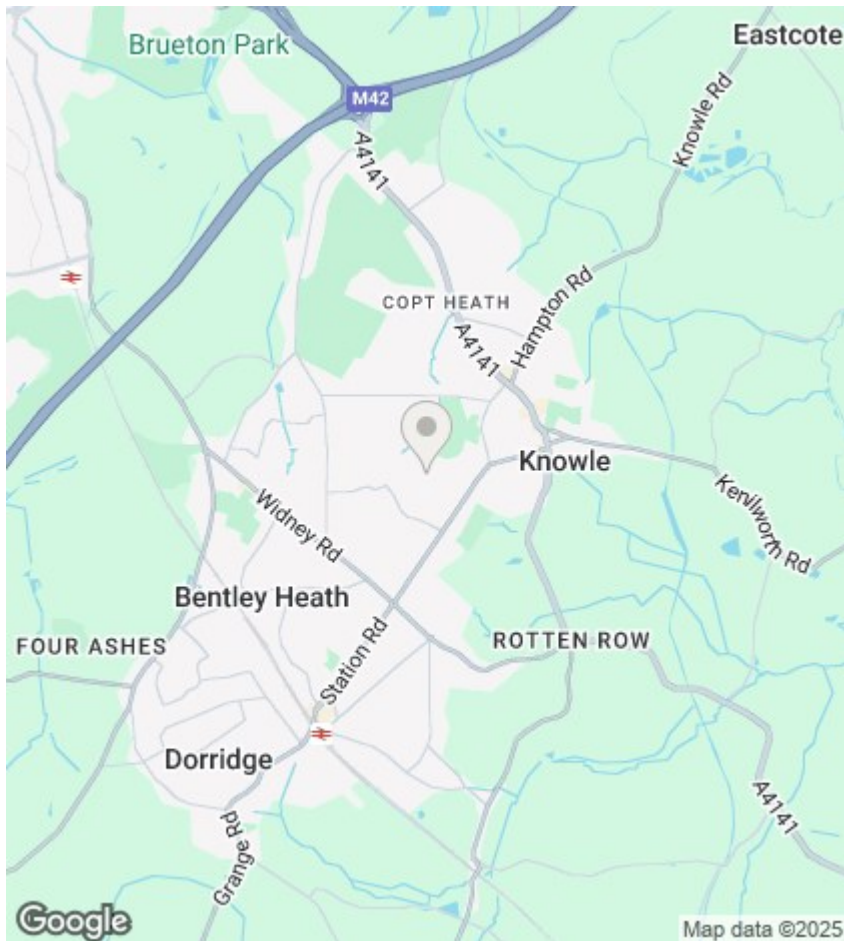 Brueton Park
Eastcote
M42
A4141
Knowle Rd
COPT HEATH
Hampton Rd
A4141
Knowle
Kenilworth Rd
Widney Rd
Bentley Heath
FOUR ASHES
Station Rd
ROTTEN ROW
Dorridge
A4141
Grange Rd
Google
Map data ©2025